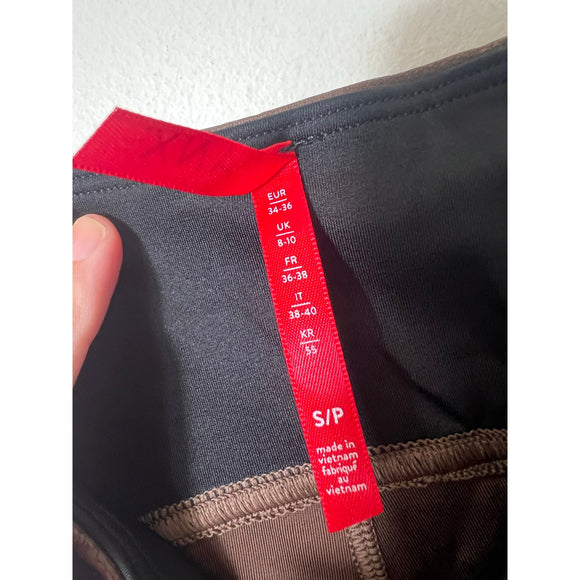 EUR
34-36
UK
8-10
FR
36-38
IT
38-40
KR
55
S/P
made in
vietnam
fabriqué
au
vietnam